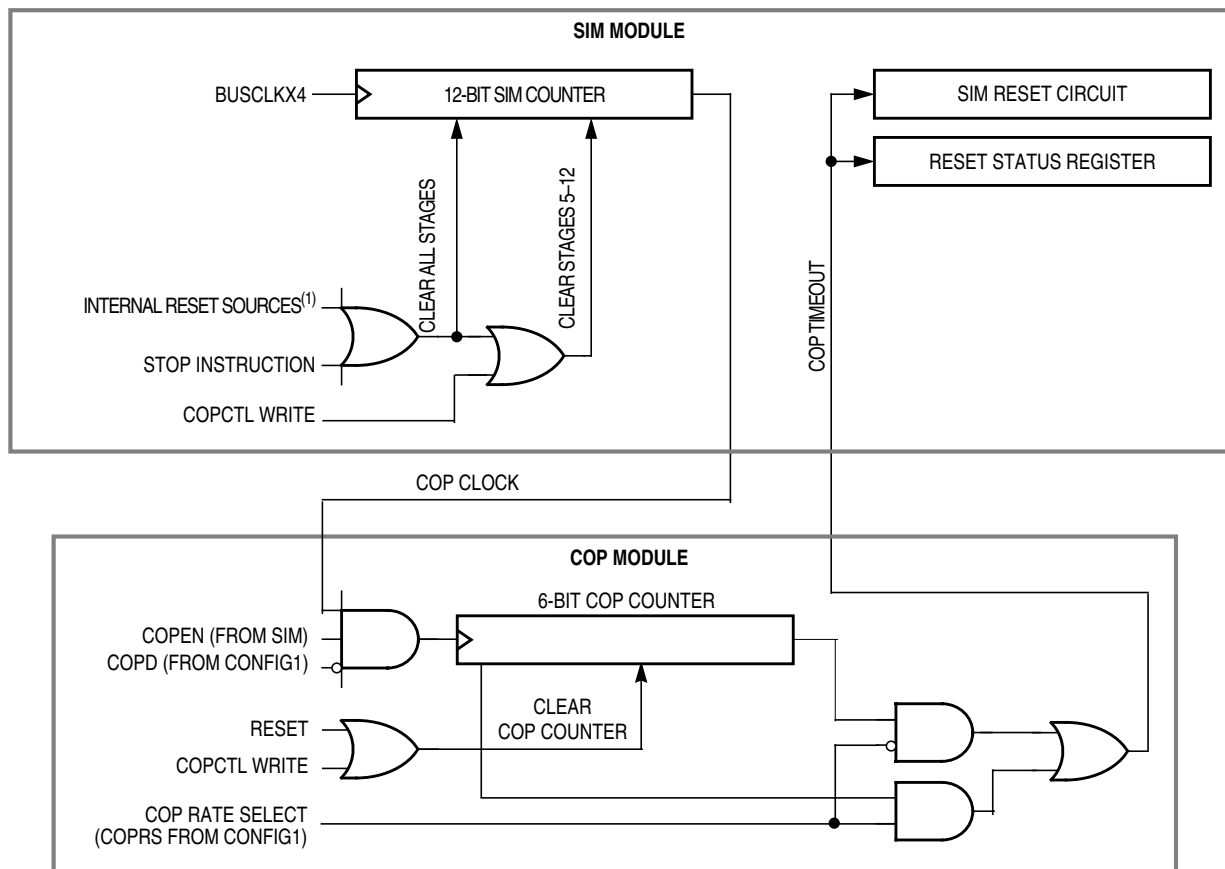 SIM MODULE
BUSCLKX4
12-BIT SIM COUNTER
SIM RESET CIRCUIT
RESET STATUS REGISTER
CLEAR ALL STAGES
CLEAR STAGES 5–12
INTERNAL RESET SOURCES(1)
STOP INSTRUCTION
COPCTL WRITE
COP TIMEOUT
COP CLOCK
COP MODULE
6-BIT COP COUNTER
COPEN (FROM SIM)
COPD (FROM CONFIG1)
CLEAR
COP COUNTER
RESET
COPCTL WRITE
COP RATE SELECT
(COPRS FROM CONFIG1)